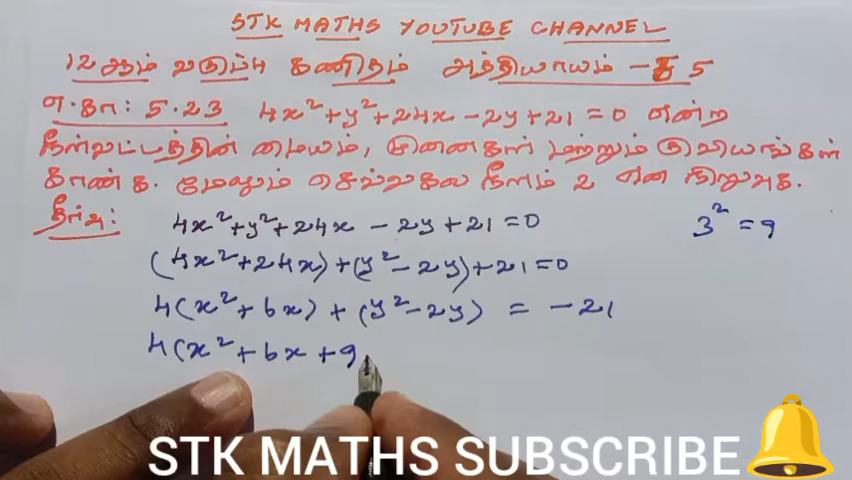 STK MATHS YOUTUBE CHANNEL
12 ஆம் வகுப்பு கணிதம் அத்தியாயம் - 5
எ.கா: 5.23 4x²+y²+24x-2y+21=0 என்ற
நீள்வட்டத்தின் மையம், முனைகள் மற்றும் குவியங்கள்
காண்க. மேலும் செவ்வகல நீளம் 2 என நிறுவுக.
தீர்வு: 4x²+y²+24x-2y+21=0 3²=9
(4x²+24x)+(y²-2y)+21=0
4(x²+6x)+(y²-2y) = -21
4(x²+6x+9
STK MATHS SUBSCRIBE